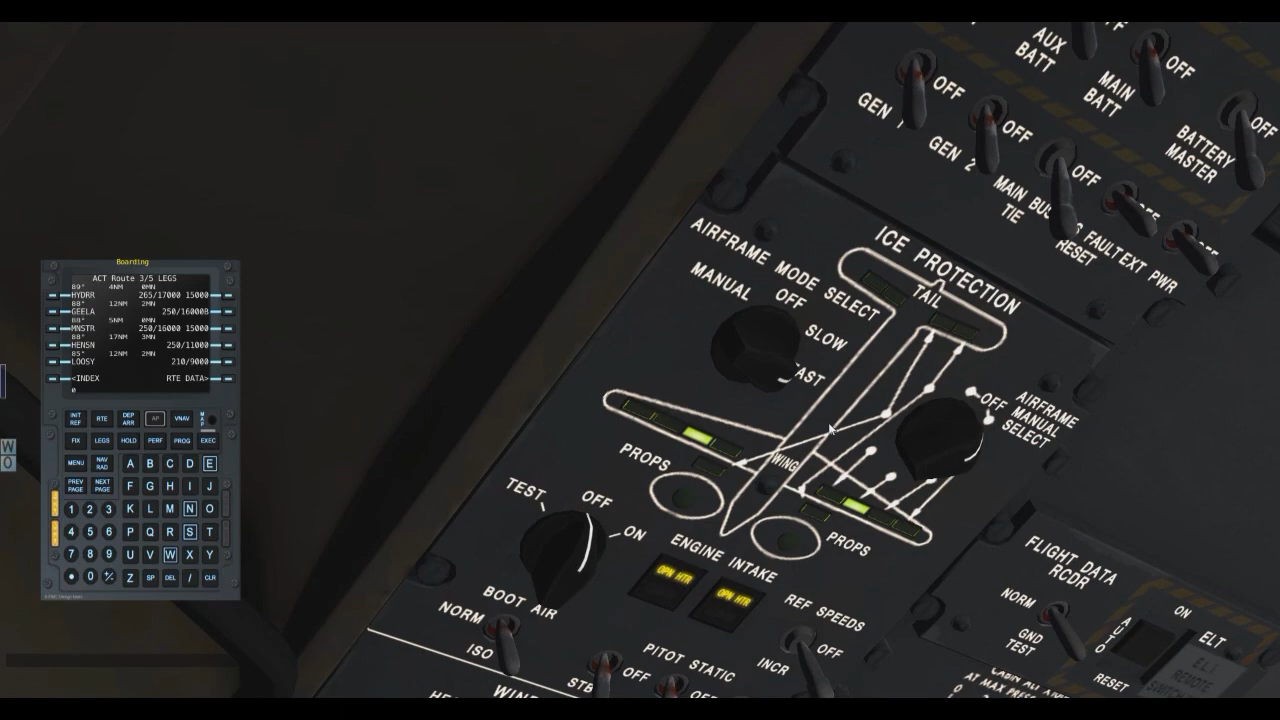 Boarding
ACT Route 3/5 LEGS
89° 4NM 0MN
HYDRR 265/17000 15000
88° 12NM 2MN
GEELA 250/16000B
88° 5NM 0MN
MNSTR 250/16000 15000
88° 17NM 3MN
HENSN 250/11000
85° 12NM 2MN
LOOSY 210/9000
<INDEX RTE DATA>
INIT REF
RTE
DEP ARR
AP
VNAV
FIX
LEGS
HOLD
PERF
PROG
EXEC
MENU
NAV RAD
A B C D E
PREV PAGE
NEXT PAGE
F G H I J
1 2 3 K L M N O
4 5 6 P Q R S T
7 8 9 U V W X Y
0 +/- Z SP DEL / CLR
W
O
AUX BATT
OFF
MAIN BATT
OFF
BATTERY MASTER
OFF
GEN 1
OFF
GEN 2
OFF
MAIN BUS TIE
OFF
FAULT
RESET
EXT PWR
ICE PROTECTION
AIRFRAME MODE SELECT
MANUAL
OFF
SLOW
TAIL
OFF
AIRFRAME
MANUAL
SELECT
WING
PROPS
PROPS
TEST
OFF
ON
ENGINE INTAKE
OPN HTR
OPN HTR
BOOT AIR
NORM
ISO
REF SPEEDS
OFF
INCR
PITOT STATIC
OFF
FLIGHT DATA
RCDR
NORM
GND
TEST
AUTO
ON
ELT
RESET